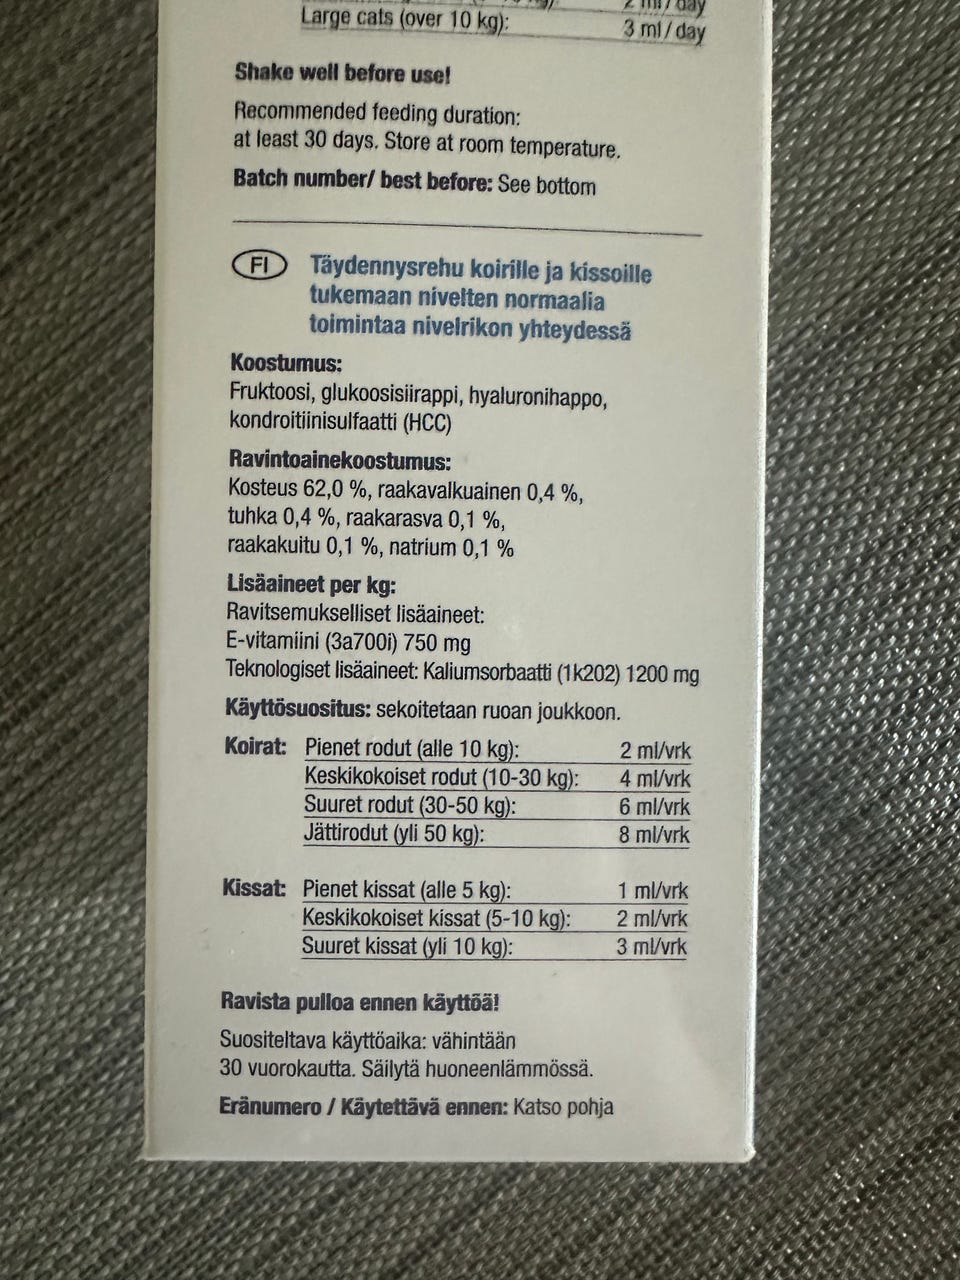 2 ml / day
Large cats (over 10 kg): 3 ml / day
Shake well before use!
Recommended feeding duration:
at least 30 days. Store at room temperature.
Batch number/ best before: See bottom
FI Täydennysrehu koirille ja kissoille
tukemaan nivelten normaalia
toimintaa nivelrikon yhteydessä
Koostumus:
Fruktoosi, glukoosisiirappi, hyaluronihappo,
kondroitiinisulfaatti (HCC)
Ravintoainekoostumus:
Kosteus 62,0 %, raakavalkuainen 0,4 %,
tuhka 0,4 %, raakarasva 0,1 %,
raakakuitu 0,1 %, natrium 0,1 %
Lisäaineet per kg:
Ravitsemukselliset lisäaineet:
E-vitamiini (3a700i) 750 mg
Teknologiset lisäaineet: Kaliumsorbaatti (1k202) 1200 mg
Käyttösuositus: sekoitetaan ruoan joukkoon.
Koirat: Pienet rodut (alle 10 kg): 2 ml/vrk
Keskikokoiset rodut (10-30 kg): 4 ml/vrk
Suuret rodut (30-50 kg): 6 ml/vrk
Jättirodut (yli 50 kg): 8 ml/vrk
Kissat: Pienet kissat (alle 5 kg): 1 ml/vrk
Keskikokoiset kissat (5-10 kg): 2 ml/vrk
Suuret kissat (yli 10 kg): 3 ml/vrk
Ravista pulloa ennen käyttöä!
Suositeltava käyttöaika: vähintään
30 vuorokautta. Säilytä huoneenlämmössä.
Eränumero / Käytettävä ennen: Katso pohja